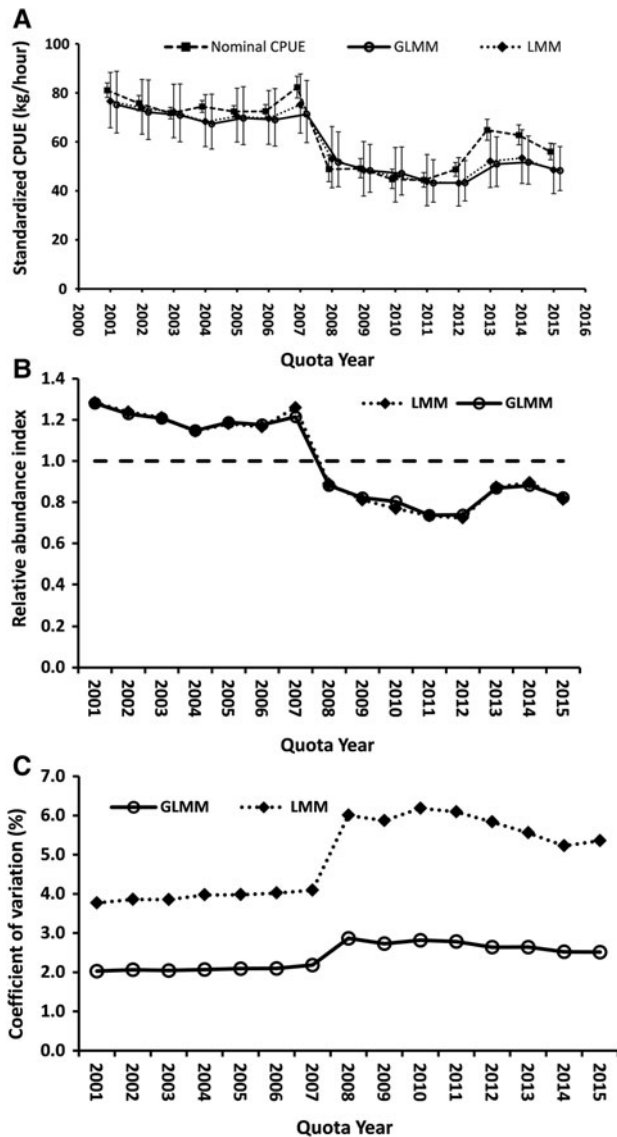 A
Nominal CPUE GLMM LMM
Standardized CPUE (kg/hour)
100
80
60
40
20
0
2000 2001 2002 2003 2004 2005 2006 2007 2008 2009 2010 2011 2012 2013 2014 2015 2016
Quota Year
B
LMM GLMM
Relative abundance index
1.4
1.2
1.0
0.8
0.6
0.4
0.2
0.0
2001 2002 2003 2004 2005 2006 2007 2008 2009 2010 2011 2012 2013 2014 2015
Quota Year
C
GLMM LMM
Coefficient of variation (%)
7.0
6.0
5.0
4.0
3.0
2.0
1.0
0.0
2001 2002 2003 2004 2005 2006 2007 2008 2009 2010 2011 2012 2013 2014 2015
Quota Year